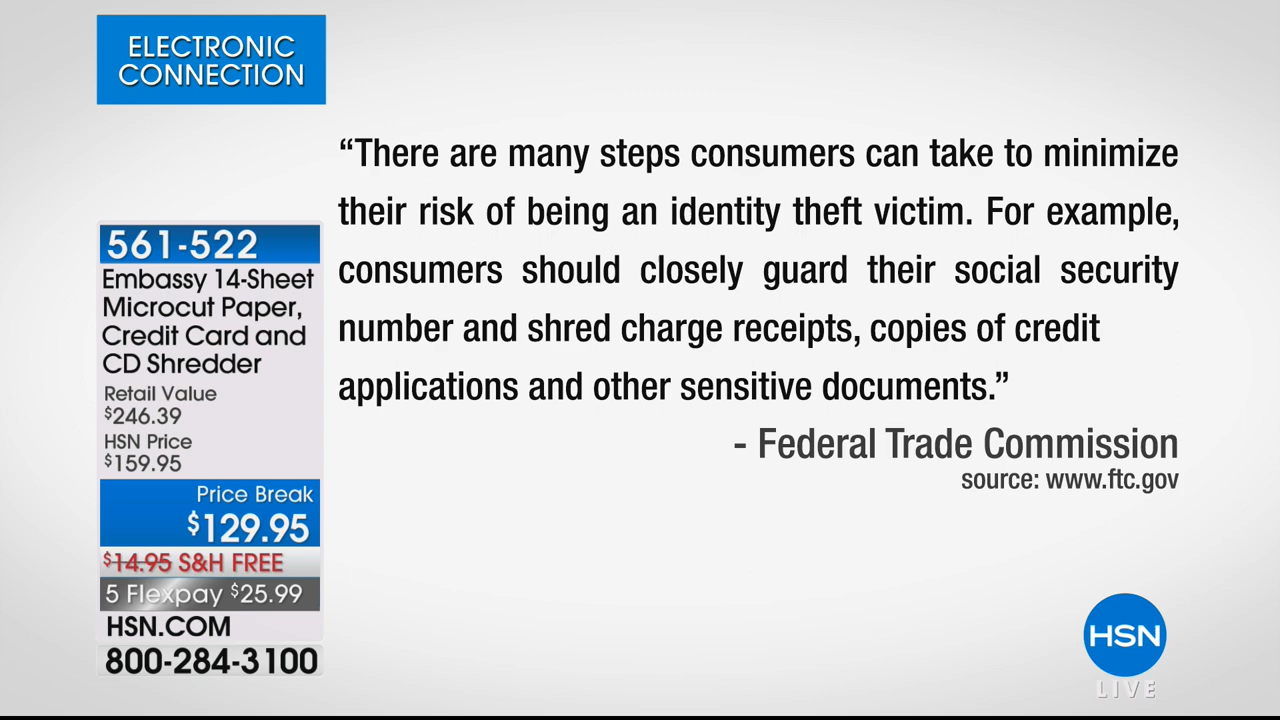 ELECTRONIC
CONNECTION
“There are many steps consumers can take to minimize
their risk of being an identity theft victim. For example,
consumers should closely guard their social security
number and shred charge receipts, copies of credit
applications and other sensitive documents.”
- Federal Trade Commission
source: www.ftc.gov
561-522
Embassy 14-Sheet
Microcut Paper,
Credit Card and
CD Shredder
Retail Value
$246.39
HSN Price
$159.95
Price Break
$129.95
$14.95 S&H FREE
5 Flexpay $25.99
HSN.COM
800-284-3100
HSN
LIVE